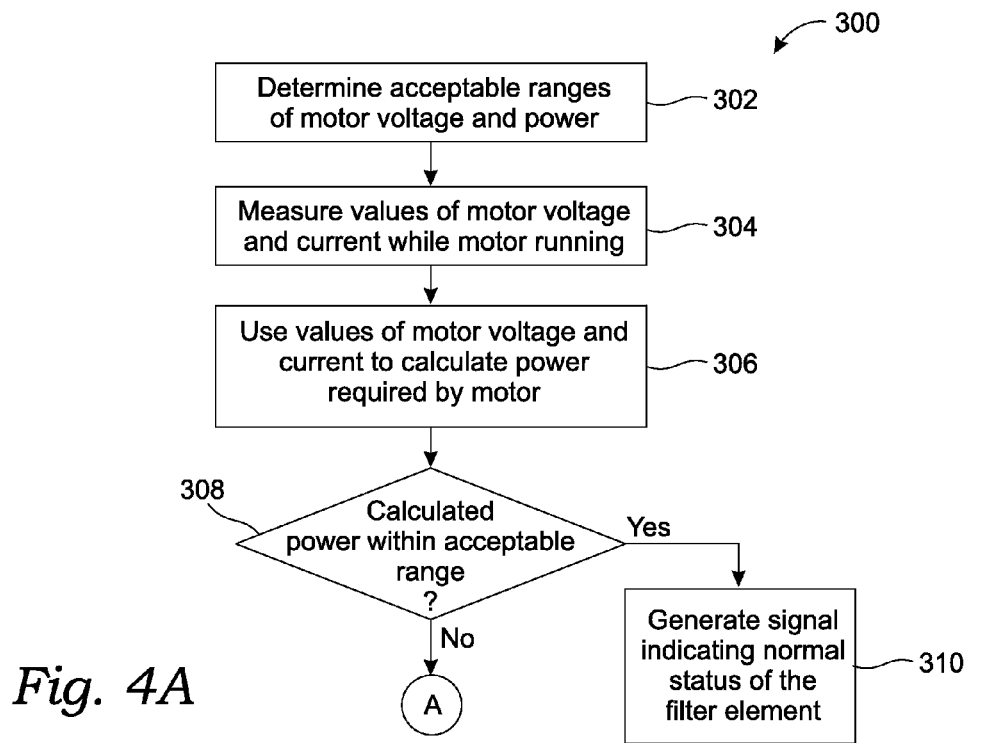 300
Determine acceptable ranges
of motor voltage and power
302
Measure values of motor voltage
and current while motor running
304
Use values of motor voltage and
current to calculate power
required by motor
306
308
Calculated
power within acceptable
range
?
Yes
No
A
Generate signal
indicating normal
status of the
filter element
310
Fig. 4A